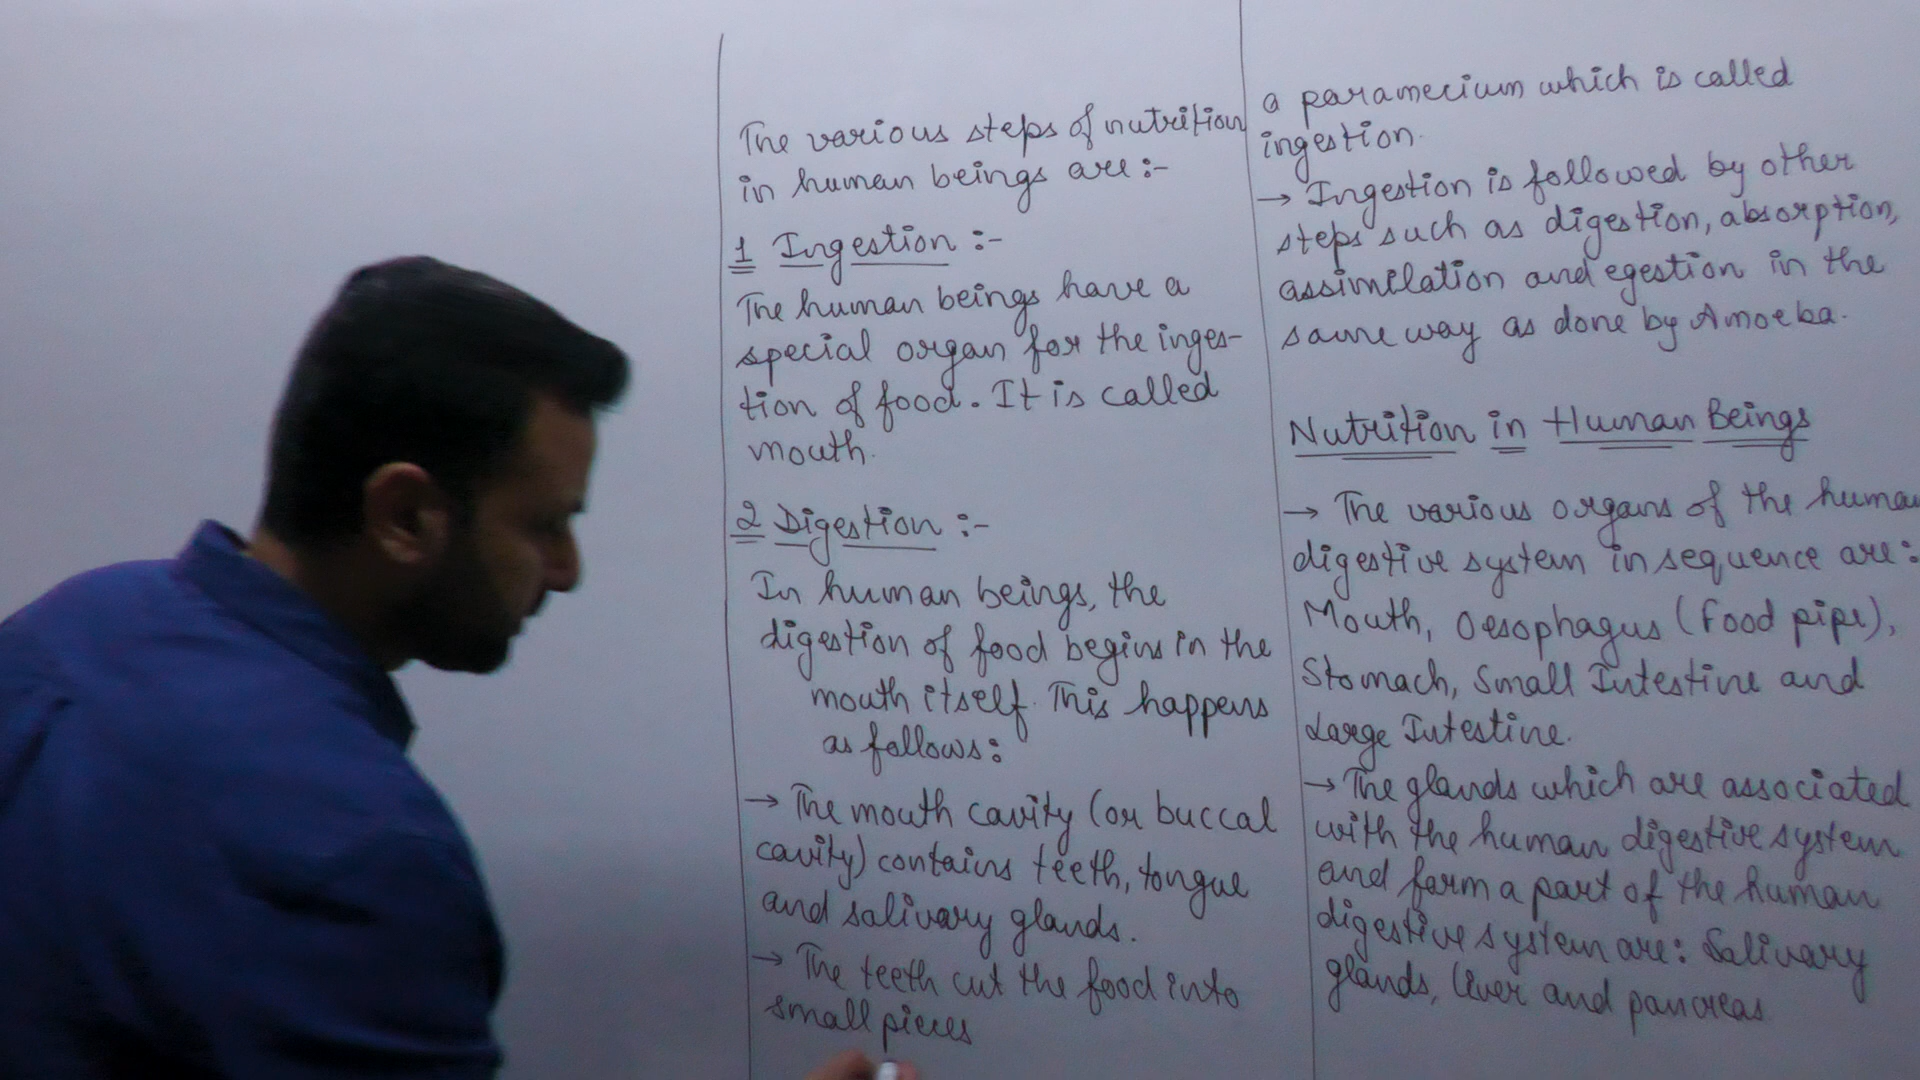 The various steps of nutrition
in human beings are :-
1 Ingestion :-
The human beings have a
special organ for the inges-
tion of food. It is called
mouth.
2 Digestion :-
In human beings, the
digestion of food begins in the
mouth itself. This happens
as follows:
→ The mouth cavity (or buccal
cavity) contains teeth, tongue
and salivary glands.
→ The teeth cut the food into
small pieces
a paramecium which is called
ingestion.
→ Ingestion is followed by other
steps such as digestion, absorption,
assimilation and egestion in the
same way as done by Amoeba.
Nutrition in Human Beings
→ The various organs of the human
digestive system in sequence are:
Mouth, Oesophagus (Food pipe),
Stomach, Small Intestine and
Large Intestine.
→ The glands which are associated
with the human digestive system
and form a part of the human
digestive system are: Salivary
glands, liver and pancreas